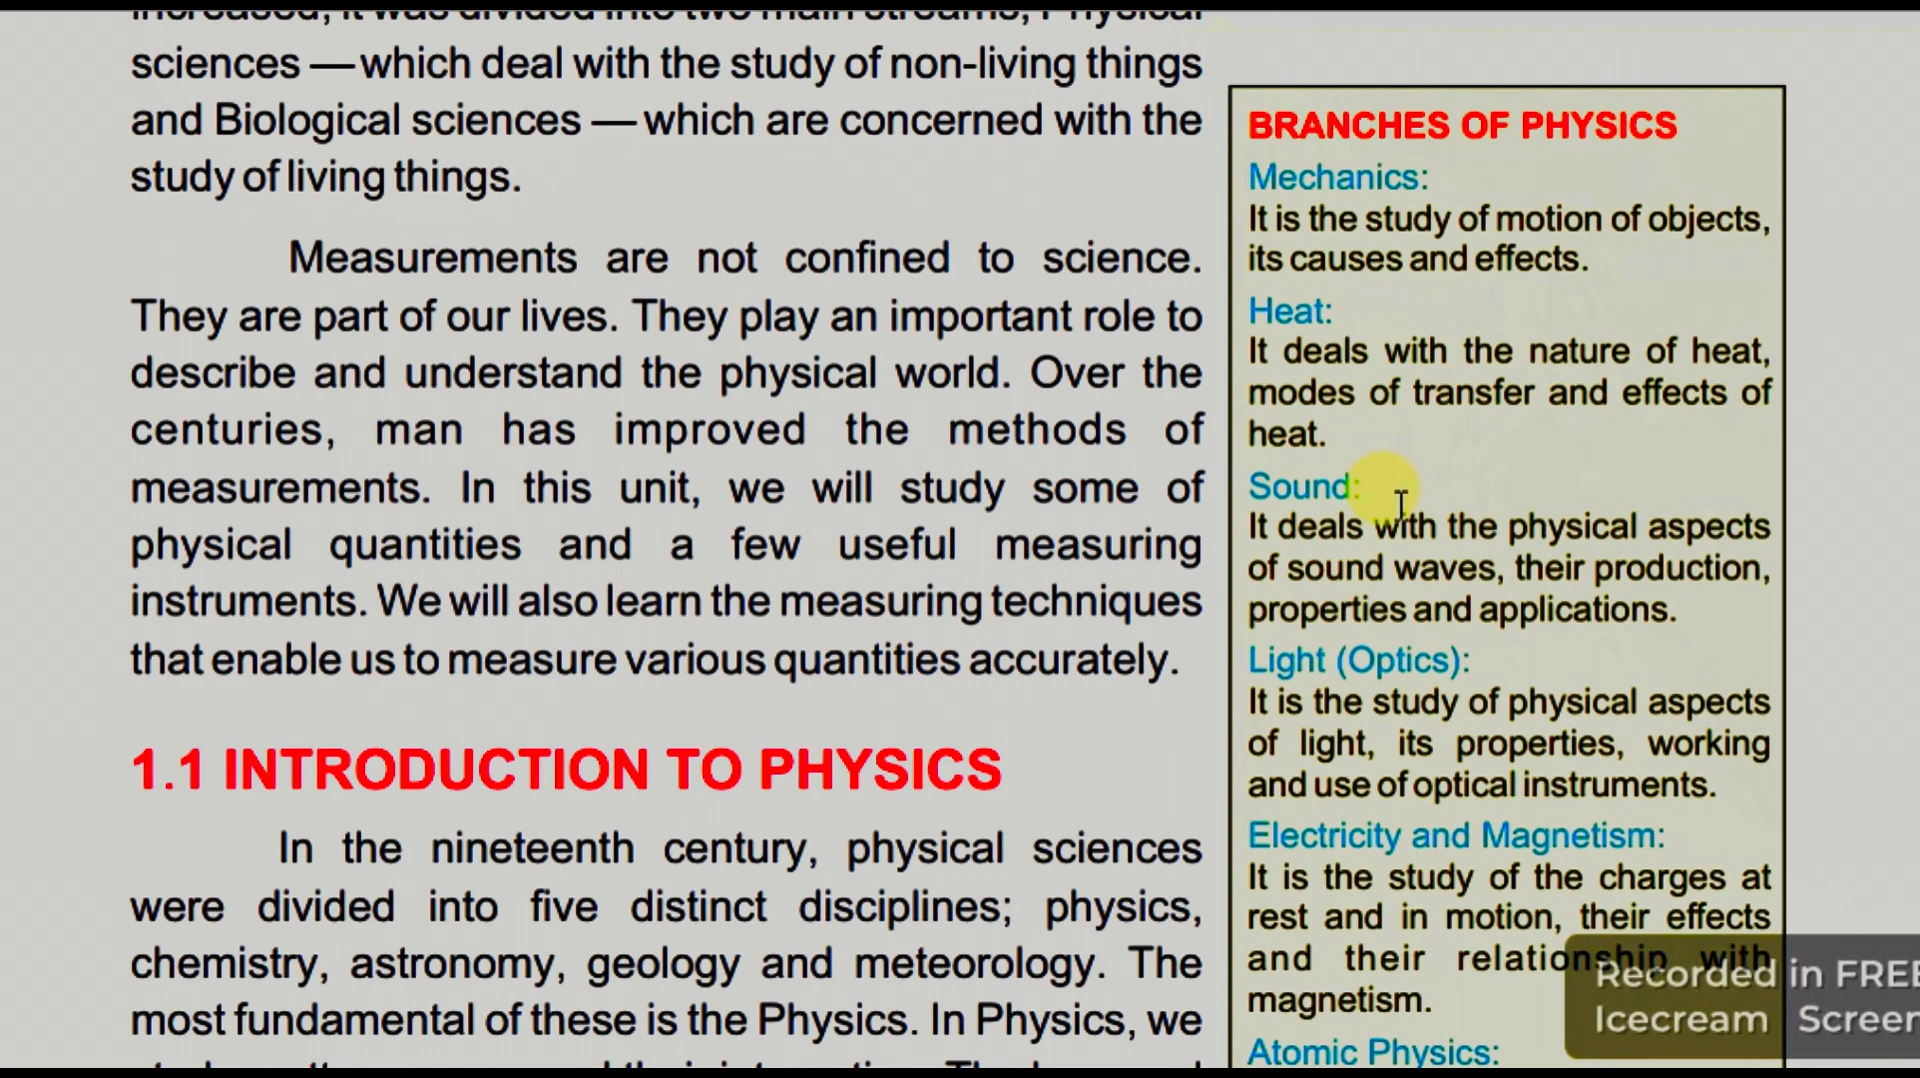 increased, it was divided into two main streams; Physical
sciences — which deal with the study of non-living things
and Biological sciences — which are concerned with the
study of living things.
Measurements are not confined to science.
They are part of our lives. They play an important role to
describe and understand the physical world. Over the
centuries, man has improved the methods of
measurements. In this unit, we will study some of
physical quantities and a few useful measuring
instruments. We will also learn the measuring techniques
that enable us to measure various quantities accurately.
1.1 INTRODUCTION TO PHYSICS
In the nineteenth century, physical sciences
were divided into five distinct disciplines; physics,
chemistry, astronomy, geology and meteorology. The
most fundamental of these is the Physics. In Physics, we
BRANCHES OF PHYSICS
Mechanics:
It is the study of motion of objects,
its causes and effects.
Heat:
It deals with the nature of heat,
modes of transfer and effects of
heat.
Sound:
It deals with the physical aspects
of sound waves, their production,
properties and applications.
Light (Optics):
It is the study of physical aspects
of light, its properties, working
and use of optical instruments.
Electricity and Magnetism:
It is the study of the charges at
rest and in motion, their effects
and their relationship with
magnetism.
Atomic Physics:
Recorded in FREE
Icecream Screen